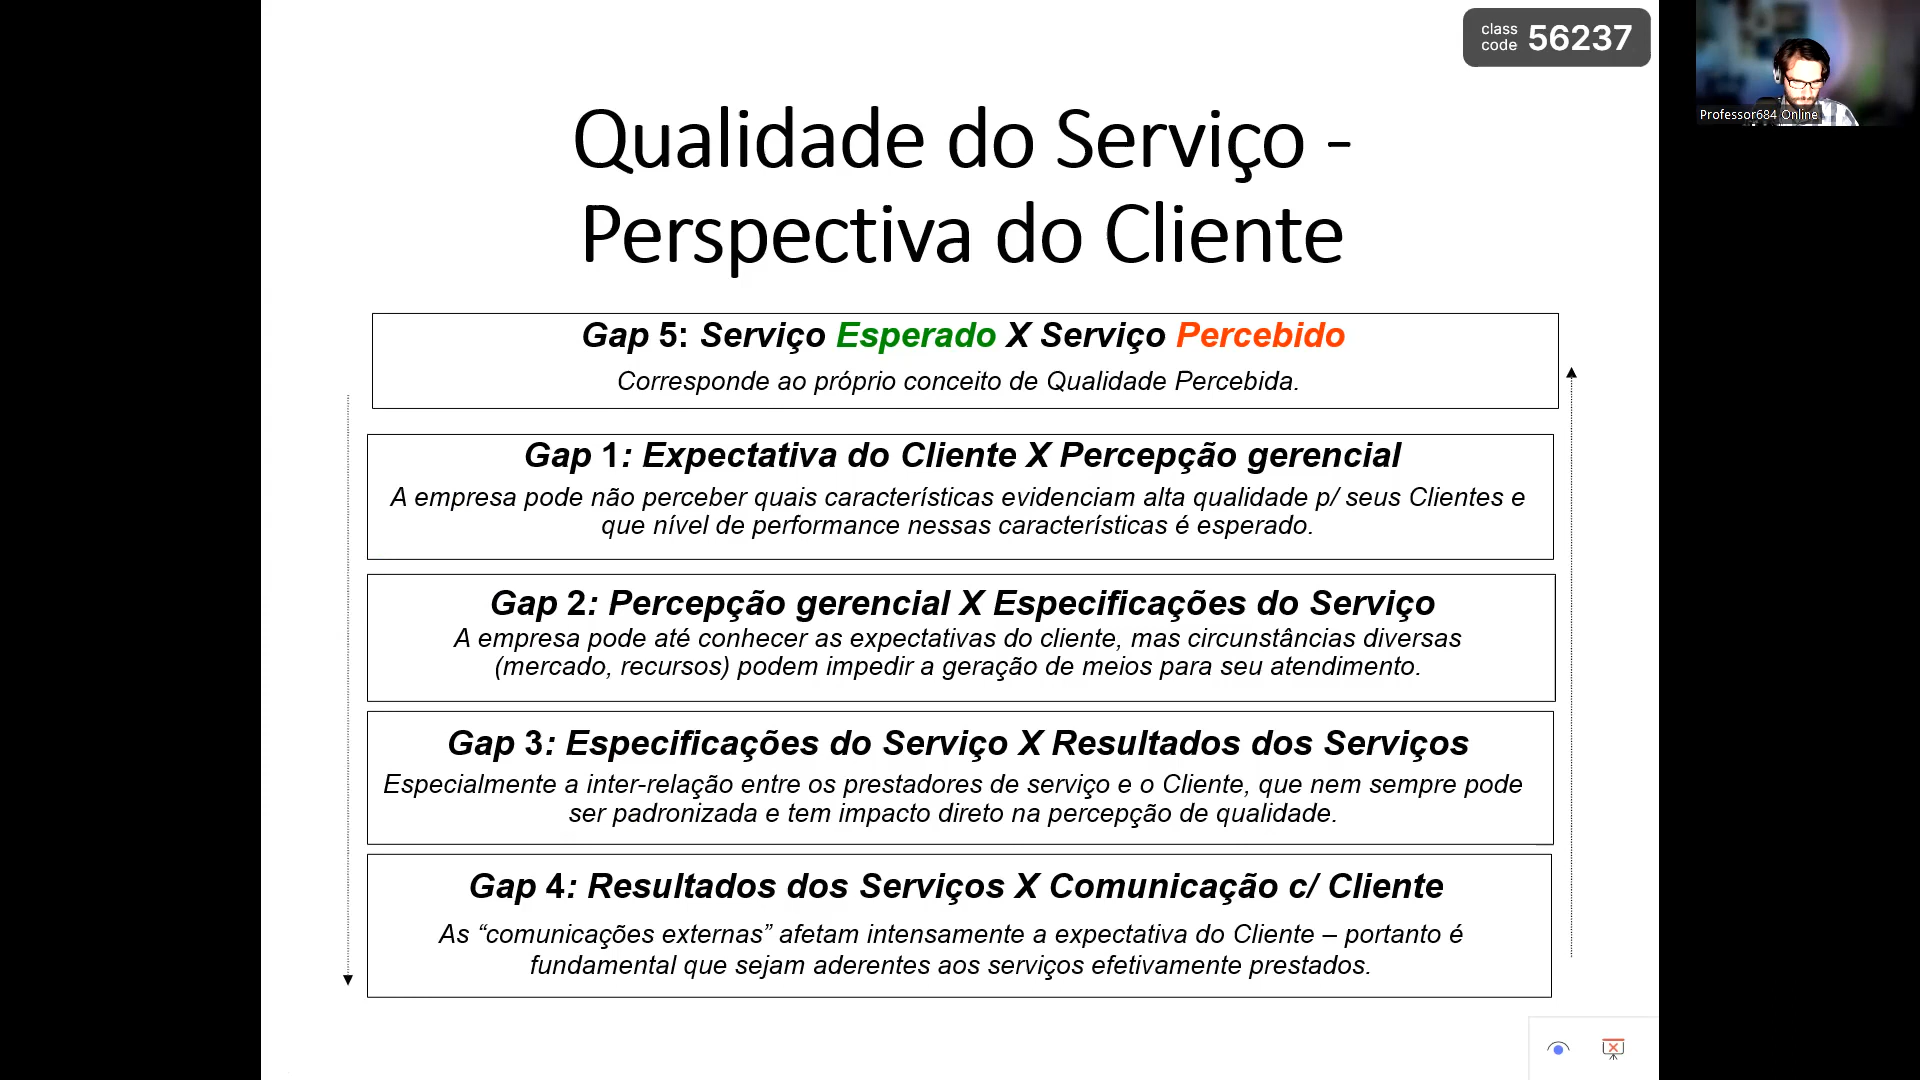 class
code 56237
Professor684 Online
Qualidade do Serviço -
Perspectiva do Cliente
Gap 5: Serviço Esperado X Serviço Percebido
Corresponde ao próprio conceito de Qualidade Percebida.
Gap 1: Expectativa do Cliente X Percepção gerencial
A empresa pode não perceber quais características evidenciam alta qualidade p/ seus Clientes e
que nível de performance nessas características é esperado.
Gap 2: Percepção gerencial X Especificações do Serviço
A empresa pode até conhecer as expectativas do cliente, mas circunstâncias diversas
(mercado, recursos) podem impedir a geração de meios para seu atendimento.
Gap 3: Especificações do Serviço X Resultados dos Serviços
Especialmente a inter-relação entre os prestadores de serviço e o Cliente, que nem sempre pode
ser padronizada e tem impacto direto na percepção de qualidade.
Gap 4: Resultados dos Serviços X Comunicação c/ Cliente
As “comunicações externas” afetam intensamente a expectativa do Cliente – portanto é
fundamental que sejam aderentes aos serviços efetivamente prestados.